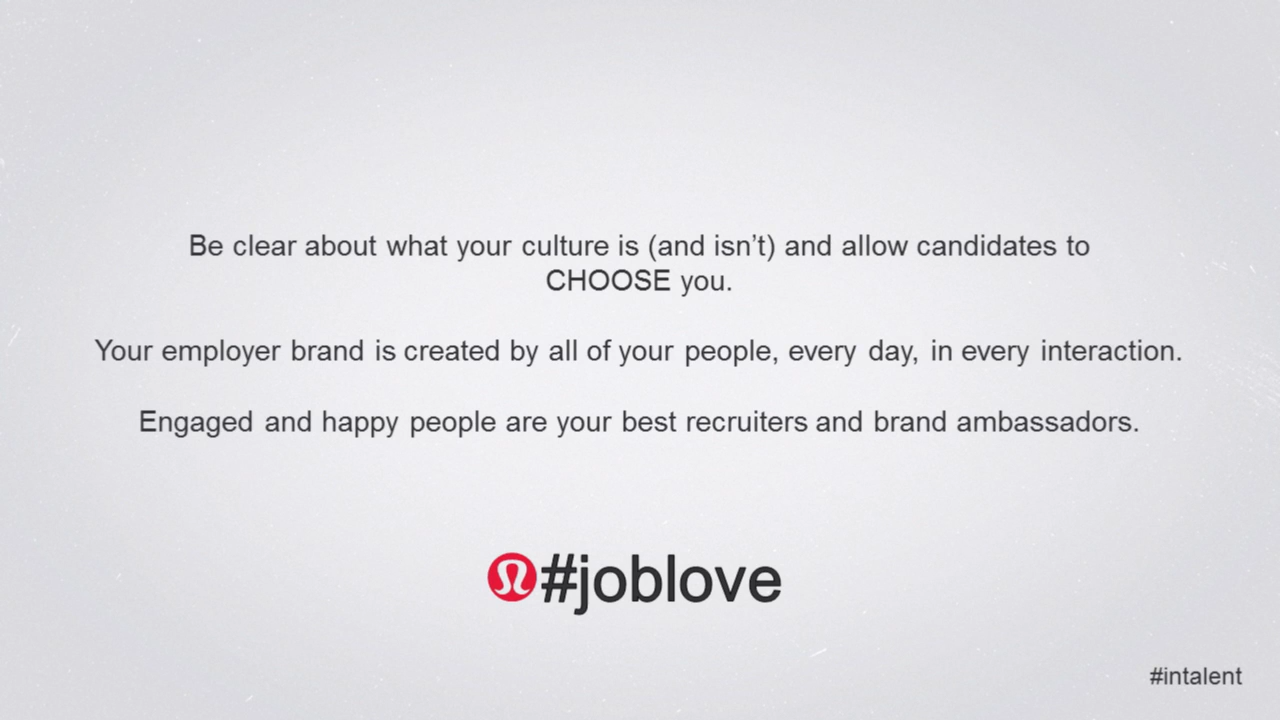 Be clear about what your culture is (and isn’t) and allow candidates to
CHOOSE you.
Your employer brand is created by all of your people, every day, in every interaction.
Engaged and happy people are your best recruiters and brand ambassadors.
#joblove
#intalent